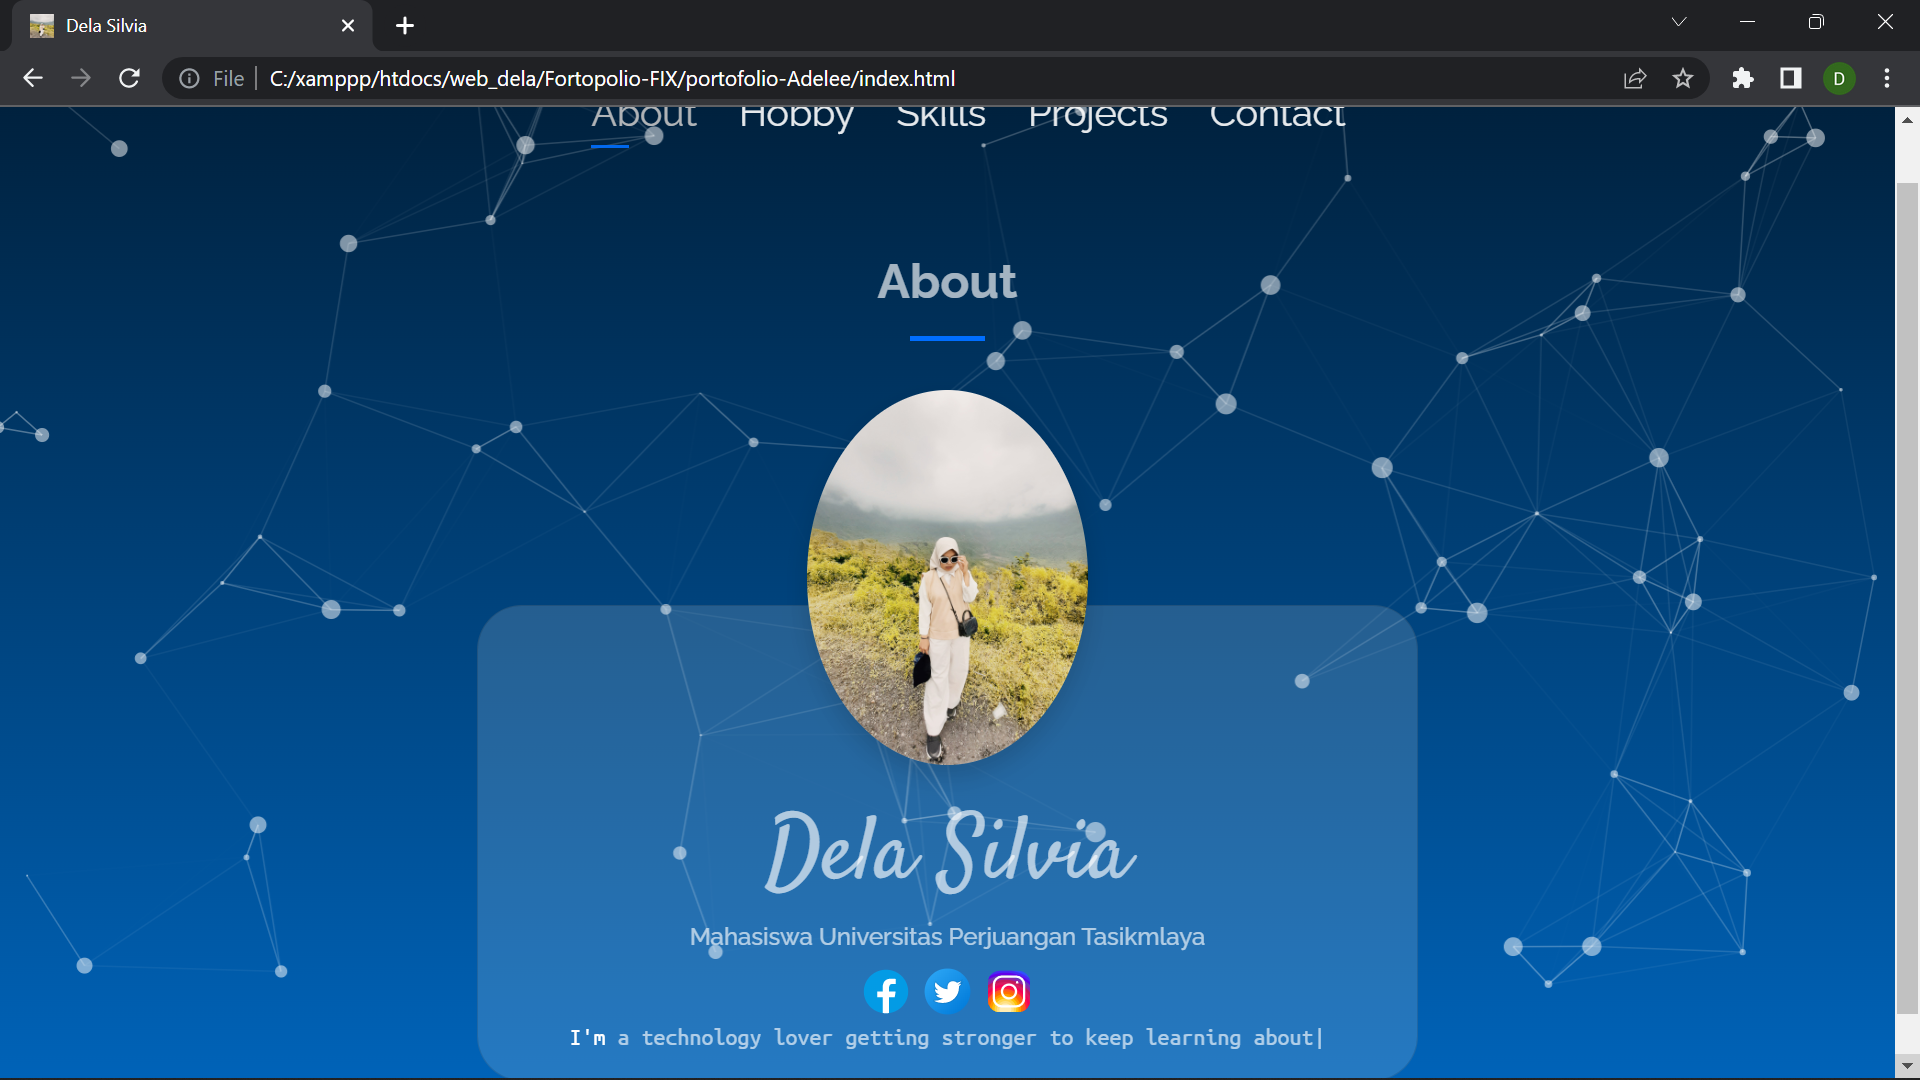 Dela Silvia
File C:/xamppp/htdocs/web_dela/Fortopolio-FIX/portofolio-Adelee/index.html
D
About Hobby Skills Projects Contact
About
Dela Silvia
Mahasiswa Universitas Perjuangan Tasikmlaya
I'm a technology lover getting stronger to keep learning about|